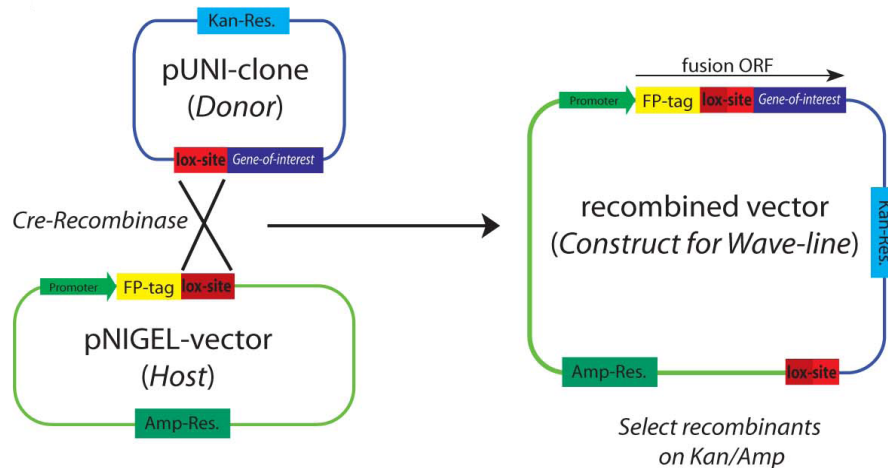 Kan-Res.
pUNI-clone
(Donor)
lox-site Gene-of-interest
Cre-Recombinase
Promoter FP-tag lox-site
pNIGEL-vector
(Host)
Amp-Res.
fusion ORF
Promoter FP-tag lox-site Gene-of-interest
recombined vector
(Construct for Wave-line)
Kan-Res.
Amp-Res. lox-site
Select recombinants
on Kan/Amp